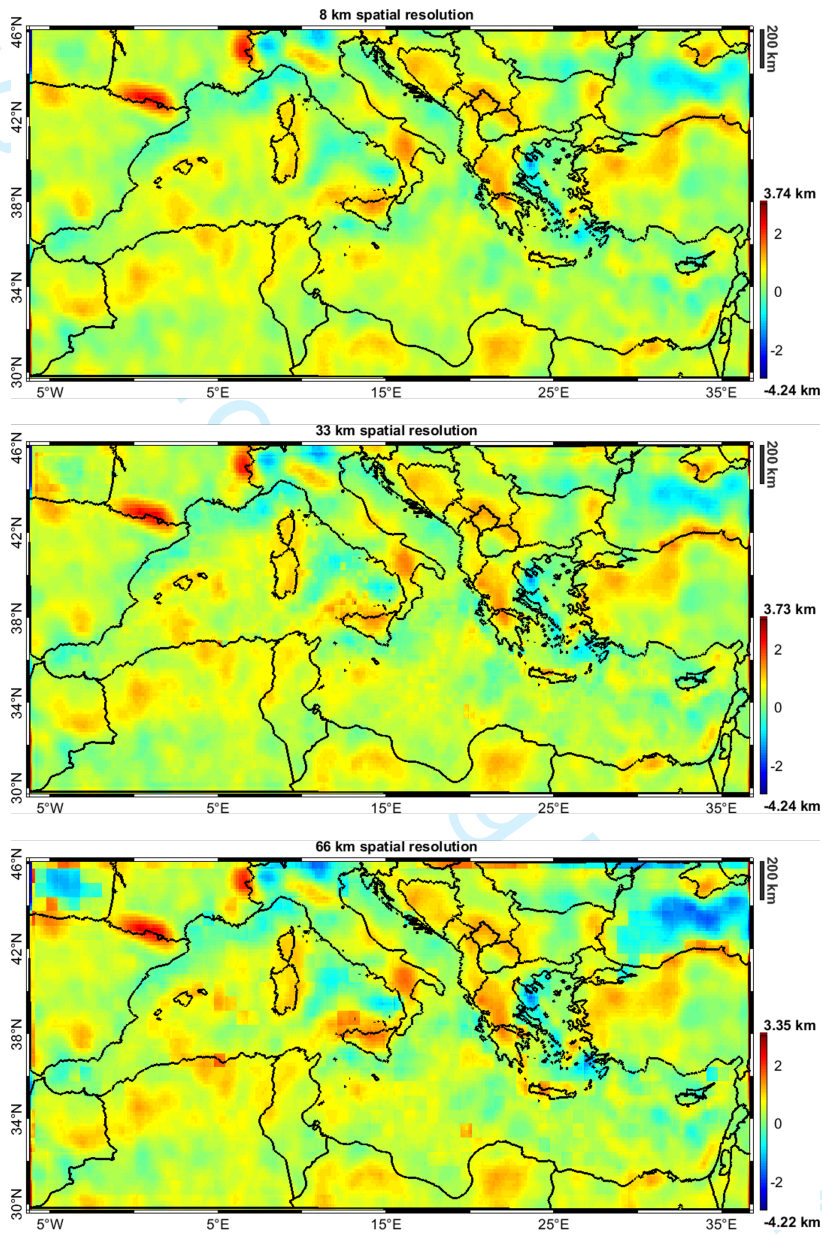 8 km spatial resolution
46°N
42°N
38°N
34°N
30°N
5°W
5°E
15°E
25°E
35°E
200 km
3.74 km
2
0
-2
-4.24 km
33 km spatial resolution
46°N
42°N
38°N
34°N
30°N
5°W
5°E
15°E
25°E
35°E
200 km
3.73 km
2
0
-2
-4.24 km
66 km spatial resolution
46°N
42°N
38°N
34°N
30°N
5°W
5°E
15°E
25°E
35°E
200 km
3.35 km
2
0
-2
-4.22 km